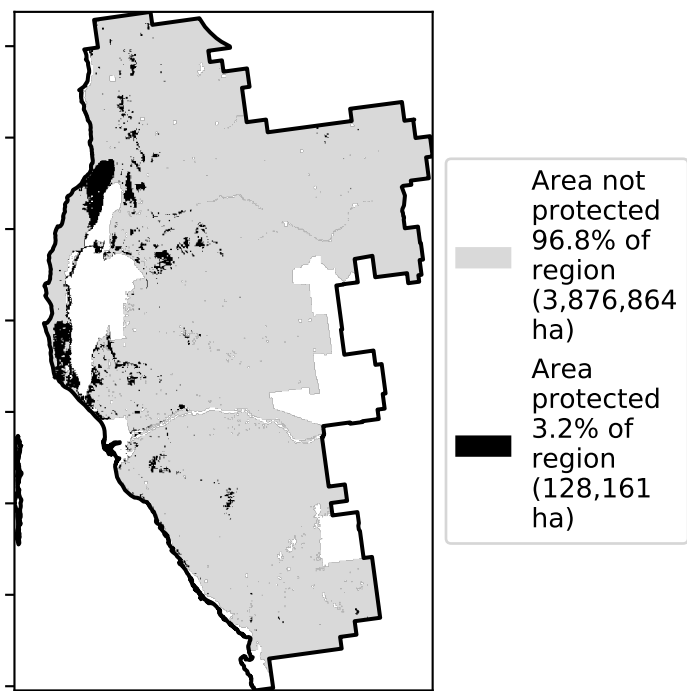 Area not
protected
96.8% of
region
(3,876,864
ha)
Area
protected
3.2% of
region
(128,161
ha)